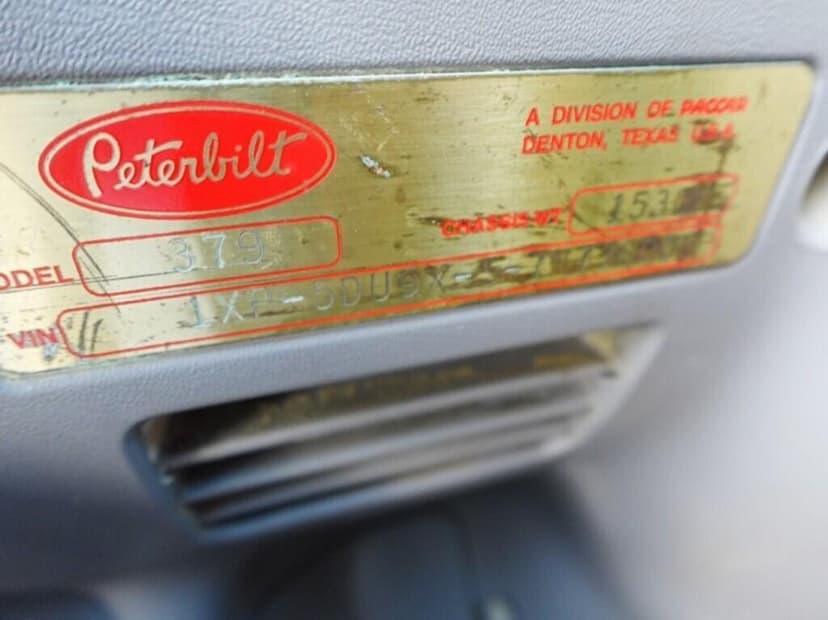 Peterbilt
A DIVISION OF PACCAR
DENTON, TEXAS U.S.A.
MODEL 379
CHASSIS WT.
VIN